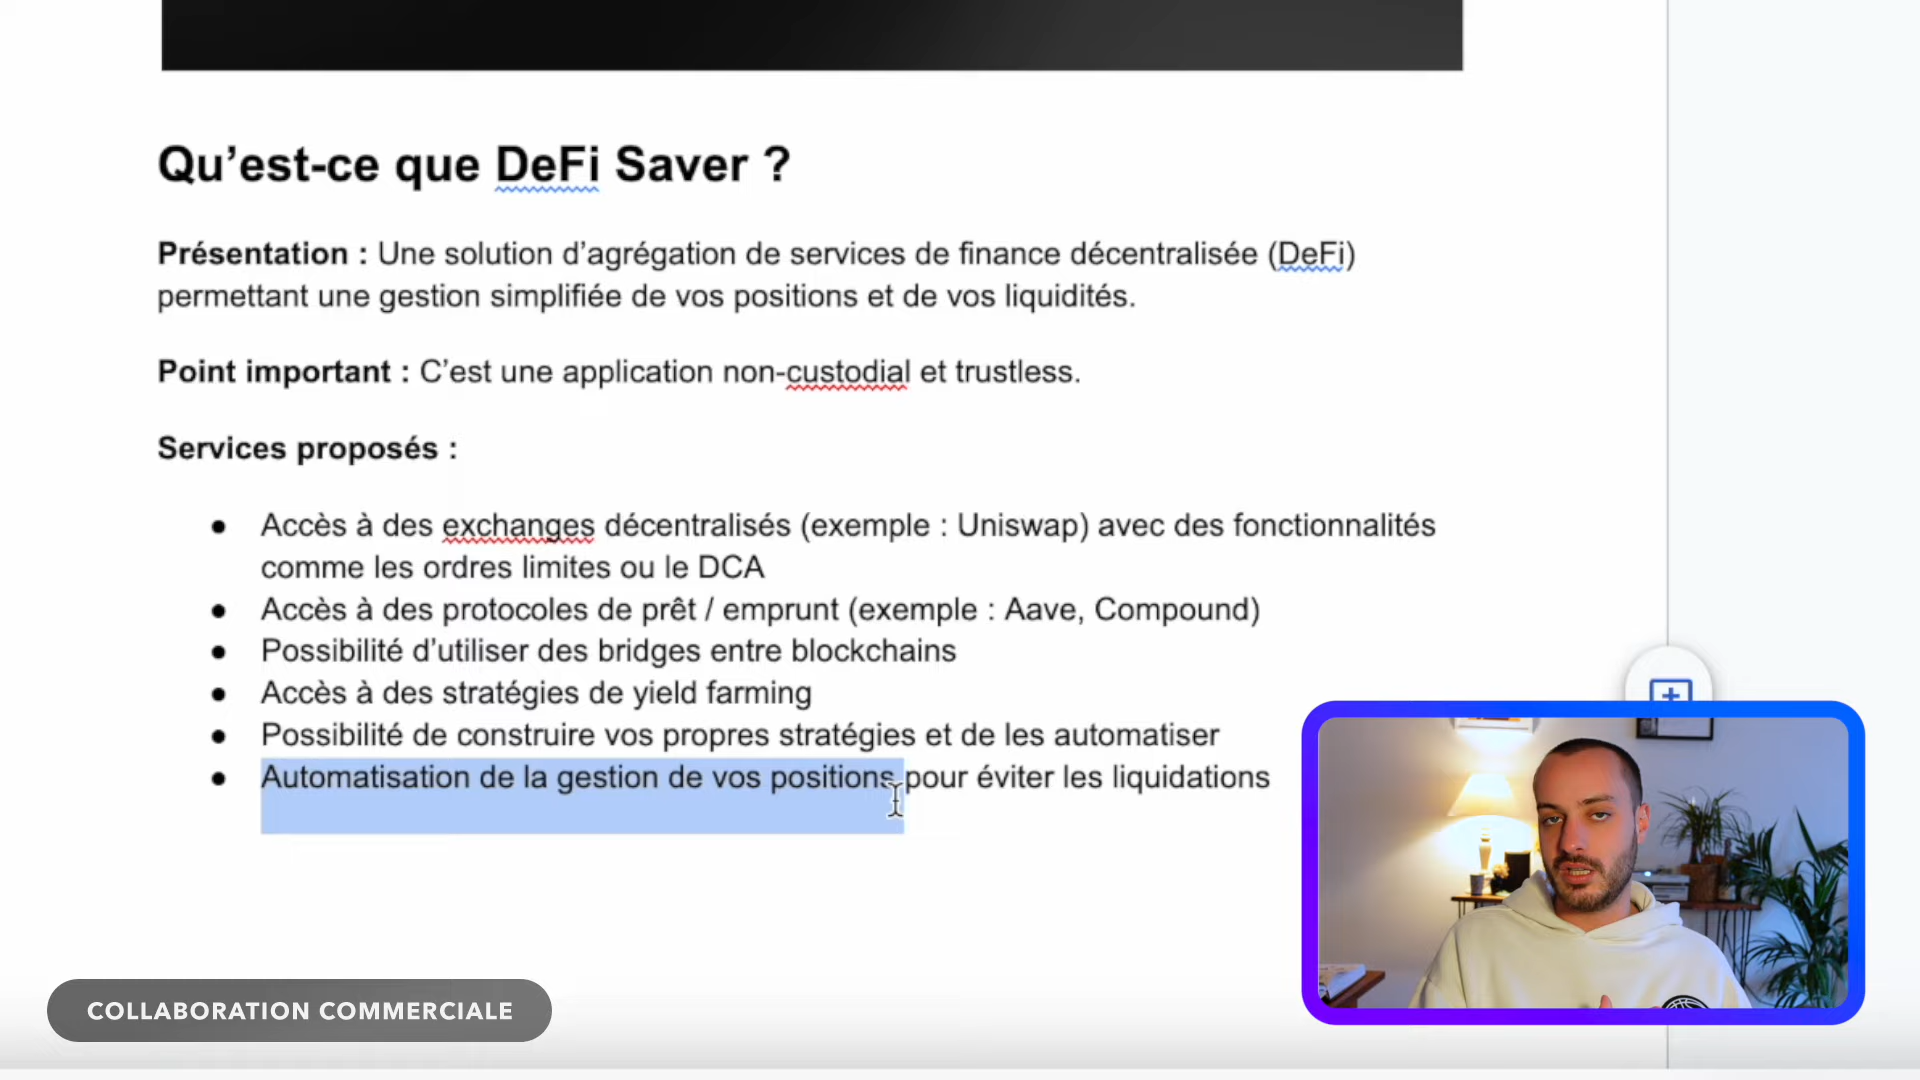 Qu’est-ce que DeFi Saver ?
Présentation : Une solution d’agrégation de services de finance décentralisée (DeFi)
permettant une gestion simplifiée de vos positions et de vos liquidités.
Point important : C’est une application non-custodial et trustless.
Services proposés :
● Accès à des exchanges décentralisés (exemple : Uniswap) avec des fonctionnalités
comme les ordres limites ou le DCA
● Accès à des protocoles de prêt / emprunt (exemple : Aave, Compound)
● Possibilité d’utiliser des bridges entre blockchains
● Accès à des stratégies de yield farming
● Possibilité de construire vos propres stratégies et de les automatiser
● Automatisation de la gestion de vos positions pour éviter les liquidations
COLLABORATION COMMERCIALE